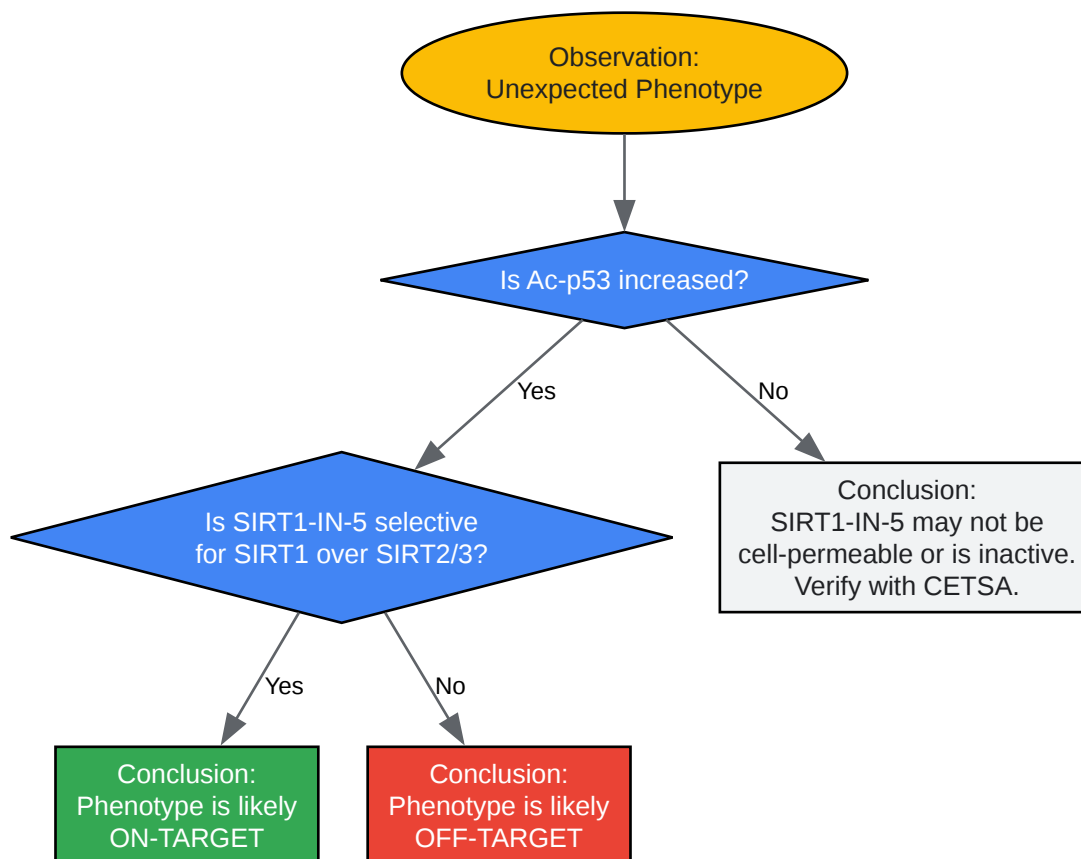 Observation:
Unexpected Phenotype
Is Ac-p53 increased?
Yes
No
Is SIRT1-IN-5 selective
for SIRT1 over SIRT2/3?
Conclusion:
SIRT1-IN-5 may not be
cell-permeable or is inactive.
Verify with CETSA.
Yes
No
Conclusion:
Phenotype is likely
ON-TARGET
Conclusion:
Phenotype is likely
OFF-TARGET